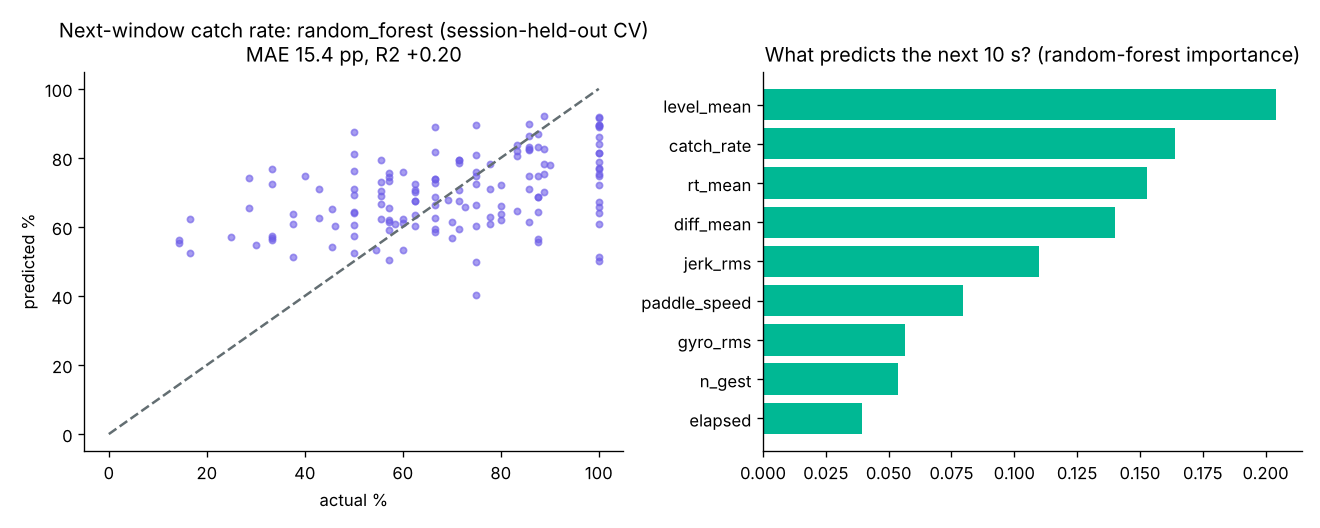 Next-window catch rate: random_forest (session-held-out CV)
MAE 15.4 pp, R2 +0.20
100
80
60
40
20
0
predicted %
0 20 40 60 80 100
actual %
What predicts the next 10 s? (random-forest importance)
level_mean
catch_rate
rt_mean
diff_mean
jerk_rms
paddle_speed
gyro_rms
n_gest
elapsed
0.000 0.025 0.050 0.075 0.100 0.125 0.150 0.175 0.200